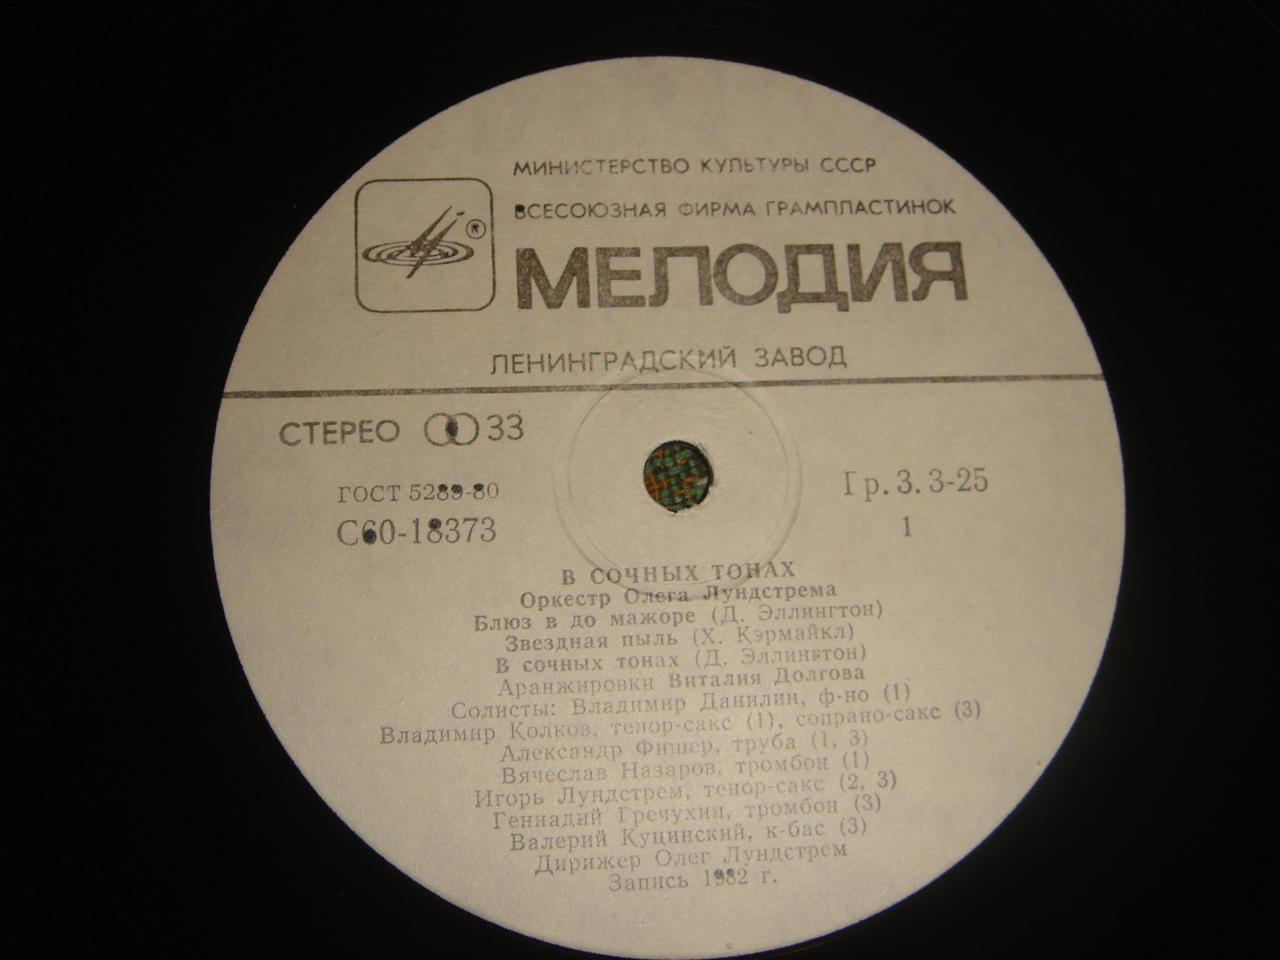 МИНИСТЕРСТВО КУЛЬТУРЫ СССР
ВСЕСОЮЗНАЯ ФИРМА ГРАМПЛАСТИНОК
®
МЕЛОДИЯ
ЛЕНИНГРАДСКИЙ ЗАВОД
СТЕРЕО 33
ГОСТ 5289-80
Гр. 3. 3-25
С60-18373
1
В СОЧНЫХ ТОНАХ
Оркестр Олега Лундстрема
Блюз в до мажоре (Д. Эллингтон)
Звездная пыль (Х. Кэрмайкл)
В сочных тонах (Д. Эллингтон)
Аранжировки Виталия Долгова
Солисты: Владимир Данилин, ф-но (1)
Владимир Колков, тенор-сакс (1), сопрано-сакс (3)
Александр Фишер, труба (1, 3)
Вячеслав Назаров, тромбон (1)
Игорь Лундстрем, тенор-сакс (2, 3)
Геннадий Гречухин, тромбон (3)
Валерий Куцинский, к-бас (3)
Дирижер Олег Лундстрем
Запись 1982 г.